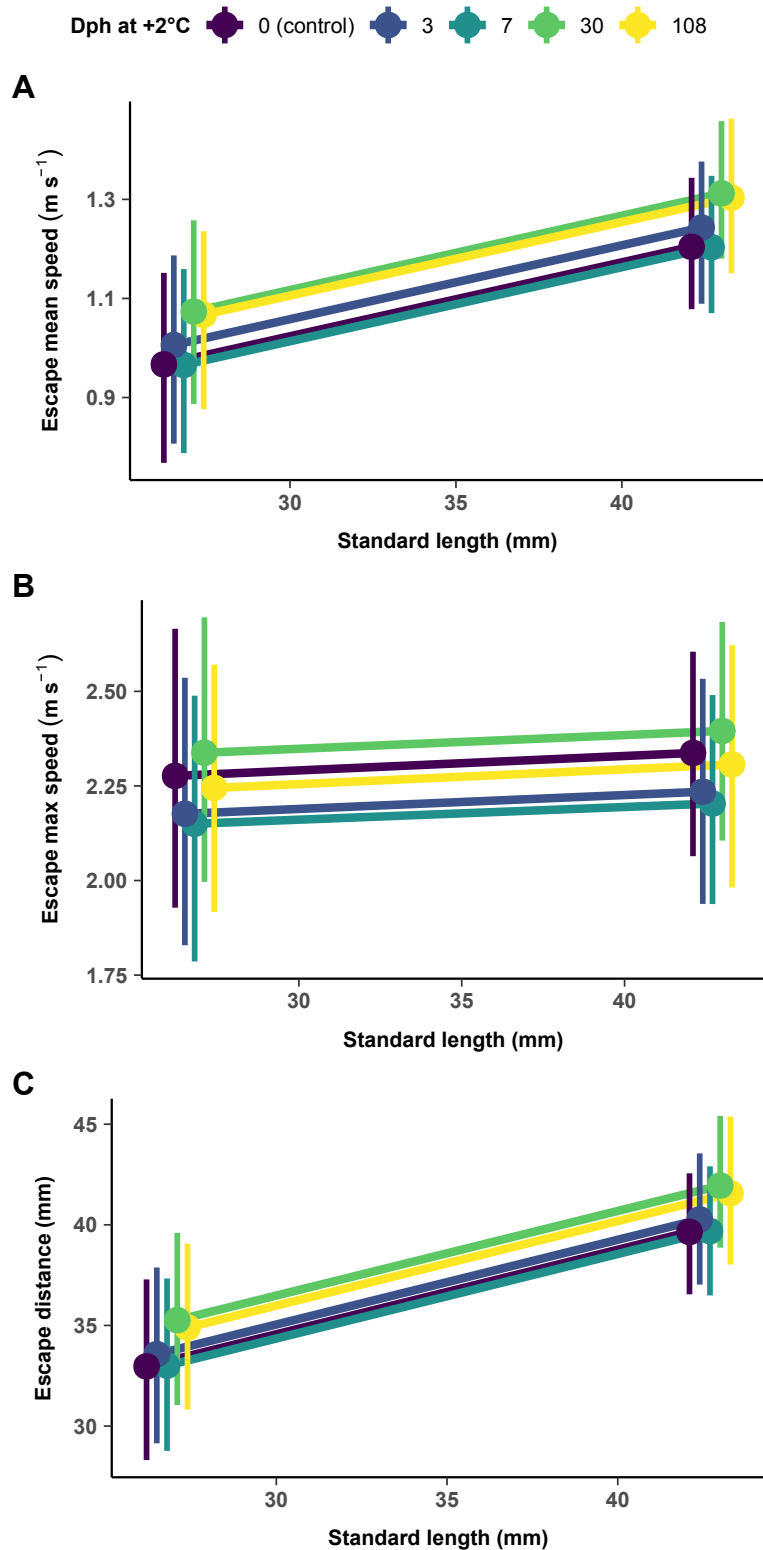 Dph at +2°C 0 (control) 3 7 30 108
A
Escape mean speed (m s⁻¹)
1.3
1.1
0.9
30 35 40
Standard length (mm)
B
Escape max speed (m s⁻¹)
2.50
2.25
2.00
1.75
30 35 40
Standard length (mm)
C
Escape distance (mm)
45
40
35
30
30 35 40
Standard length (mm)